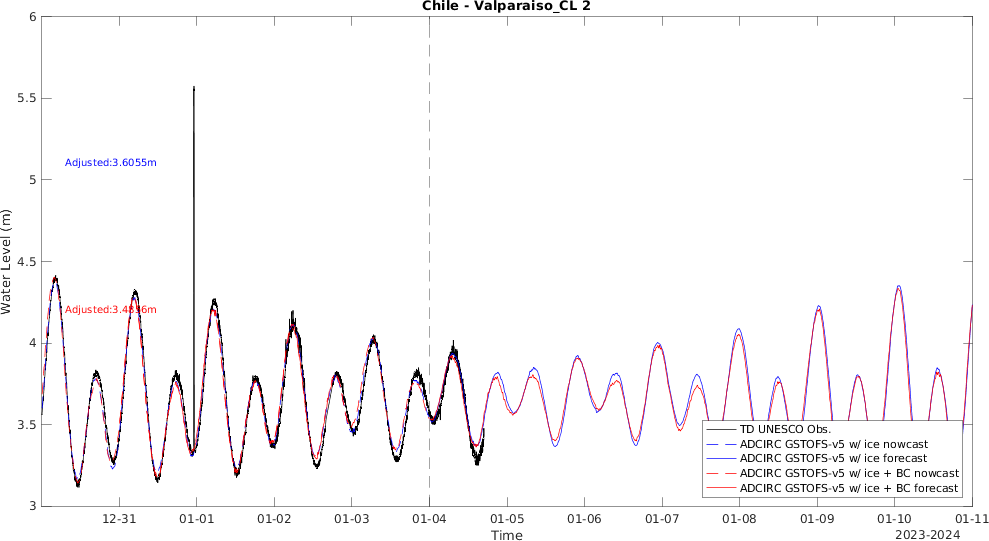 Chile - Valparaiso_CL 2
6
5.5
5
4.5
4
3.5
3
Water Level (m)
Adjusted:3.6055m
Adjusted:3.4836m
TD UNESCO Obs.
ADCIRC GSTOFS-v5 w/ ice nowcast
ADCIRC GSTOFS-v5 w/ ice forecast
ADCIRC GSTOFS-v5 w/ ice + BC nowcast
ADCIRC GSTOFS-v5 w/ ice + BC forecast
12-31
01-01
01-02
01-03
01-04
01-05
01-06
01-07
01-08
01-09
01-10
01-11
Time
2023-2024